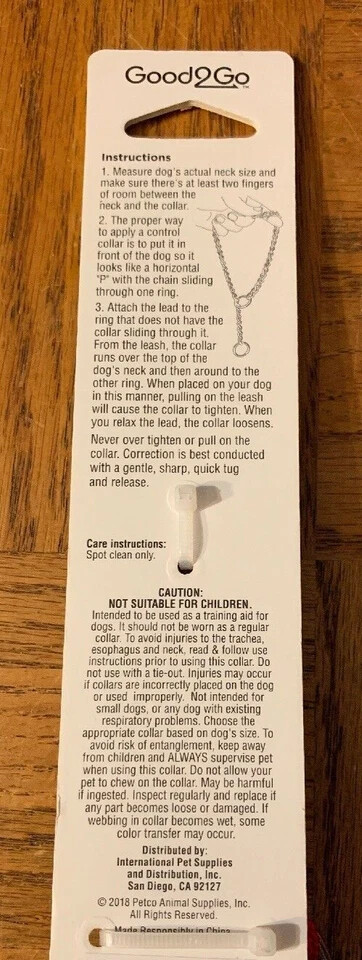 Good2Go™
Instructions
1. Measure dog's actual neck size and
make sure there's at least two fingers
of room between the
neck and the collar.
2. The proper way
to apply a control
collar is to put it in
front of the dog so it
looks like a horizontal
"P" with the chain sliding
through one ring.
3. Attach the lead to the
ring that does not have the
collar sliding through it.
From the leash, the collar
runs over the top of the
dog's neck and then around to the
other ring. When placed on your dog
in this manner, pulling on the leash
will cause the collar to tighten. When
you relax the lead, the collar loosens.
Never over tighten or pull on the
collar. Correction is best conducted
with a gentle, sharp, quick tug
and release.
Care instructions:
Spot clean only.
CAUTION:
NOT SUITABLE FOR CHILDREN.
Intended to be used as a training aid for
dogs. It should not be worn as a regular
collar. To avoid injuries to the trachea,
esophagus and neck, read & follow use
instructions prior to using this collar. Do
not use with a tie-out. Injuries may occur
if collars are incorrectly placed on the dog
or used improperly. Not intended for
small dogs, or any dog with existing
respiratory problems. Choose the
appropriate collar based on dog's size. To
avoid risk of entanglement, keep away
from children and ALWAYS supervise pet
when using this collar. Do not allow your
pet to chew on the collar. May be harmful
if ingested. Inspect regularly and replace if
any part becomes loose or damaged. If
webbing in collar becomes wet, some
color transfer may occur.
Distributed by:
International Pet Supplies
and Distribution, Inc.
San Diego, CA 92127
© 2018 Petco Animal Supplies, Inc.
All Rights Reserved.
Made Responsibly in China